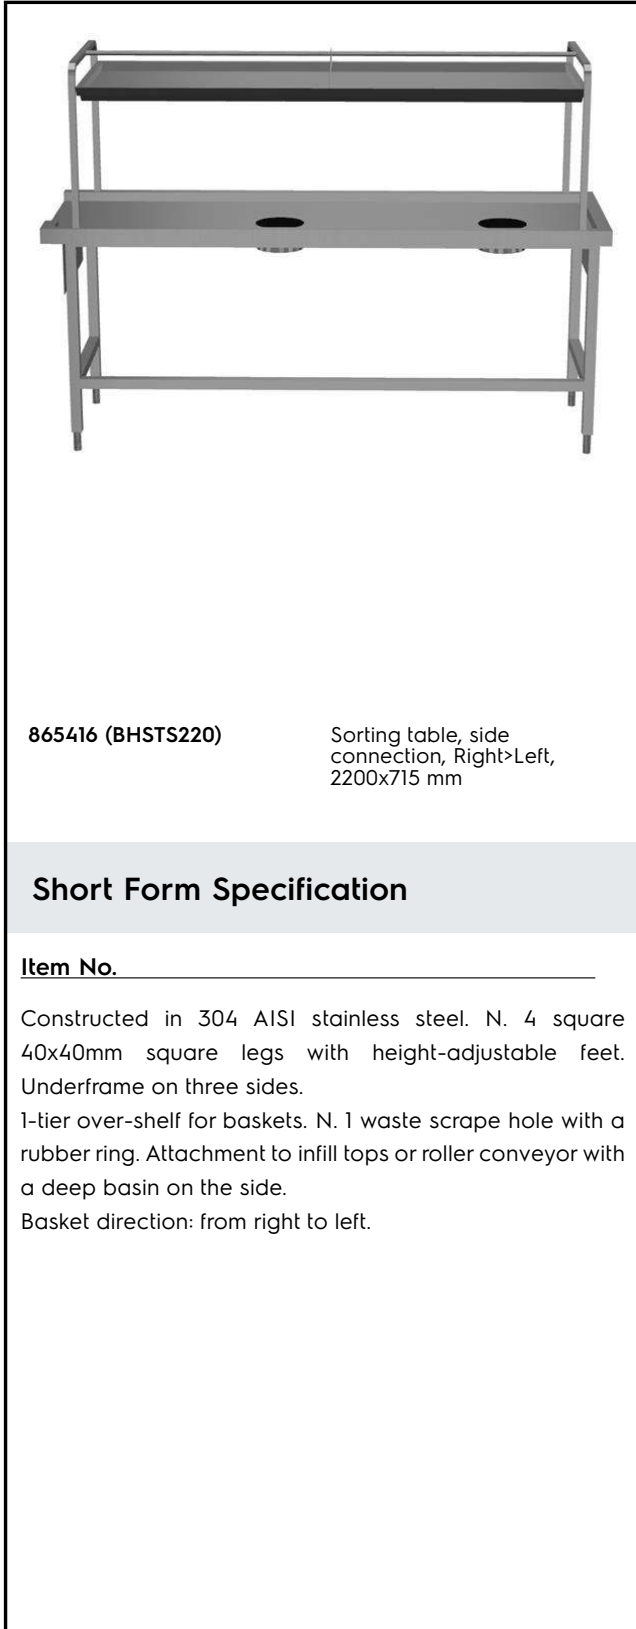 865416 (BHSTS220)
Sorting table, side
connection, Right>Left,
2200x715 mm
Short Form Specification
Item No.
Constructed in 304 AISI stainless steel. N. 4 square
40x40mm square legs with height-adjustable feet.
Underframe on three sides.
1-tier over-shelf for baskets. N. 1 waste scrape hole with a
rubber ring. Attachment to infill tops or roller conveyor with
a deep basin on the side.
Basket direction: from right to left.